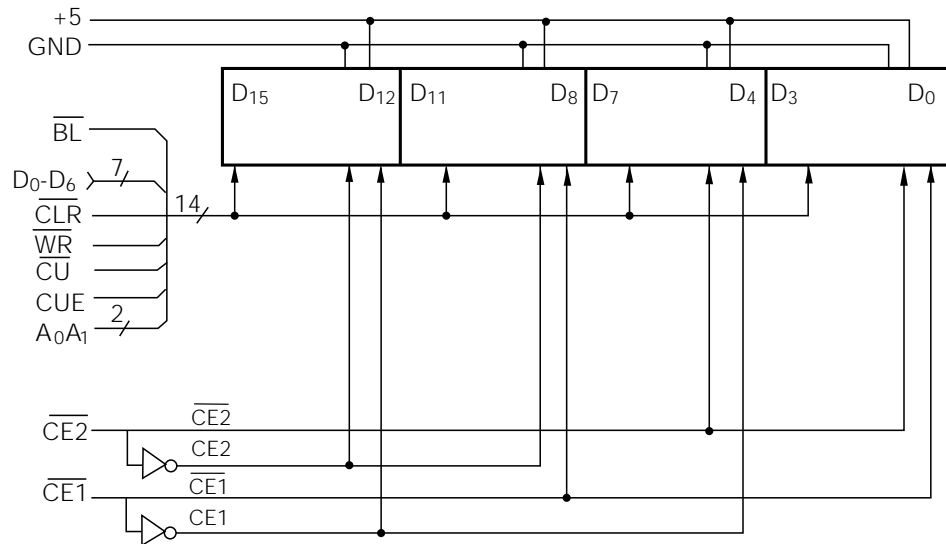 +5
GND
D15 D12 D11 D8 D7 D4 D3 D0
BL
D0-D6 7
CLR 14
WR
CU
CUE
A0A1 2
CE2 CE2
CE2
CE1 CE1
CE1